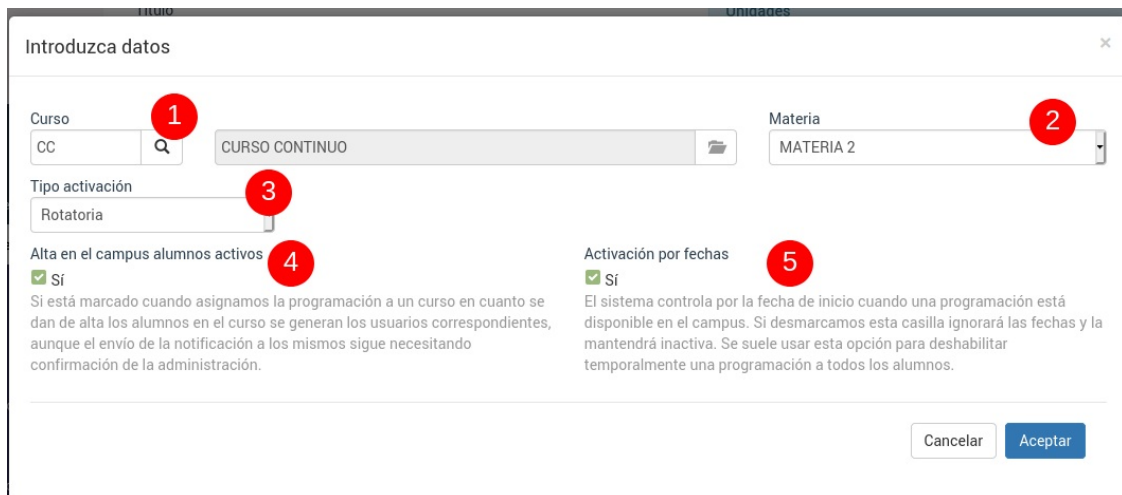 Título
Unidades
Introduzca datos
×
Curso
1
Materia
2
CC
CURSO CONTINUO
MATERIA 2
Tipo activación
3
Rotatoria
Alta en el campus alumnos activos
4
Activación por fechas
5
Sí
Sí
Si está marcado cuando asignamos la programación a un curso en cuanto se
dan de alta los alumnos en el curso se generan los usuarios correspondientes,
aunque el envío de la notificación a los mismos sigue necesitando
confirmación de la administración.
El sistema controla por la fecha de inicio cuando una programación está
disponible en el campus. Si desmarcamos esta casilla ignorará las fechas y la
mantendrá inactiva. Se suele usar esta opción para deshabilitar
temporalmente una programación a todos los alumnos.
Cancelar
Aceptar